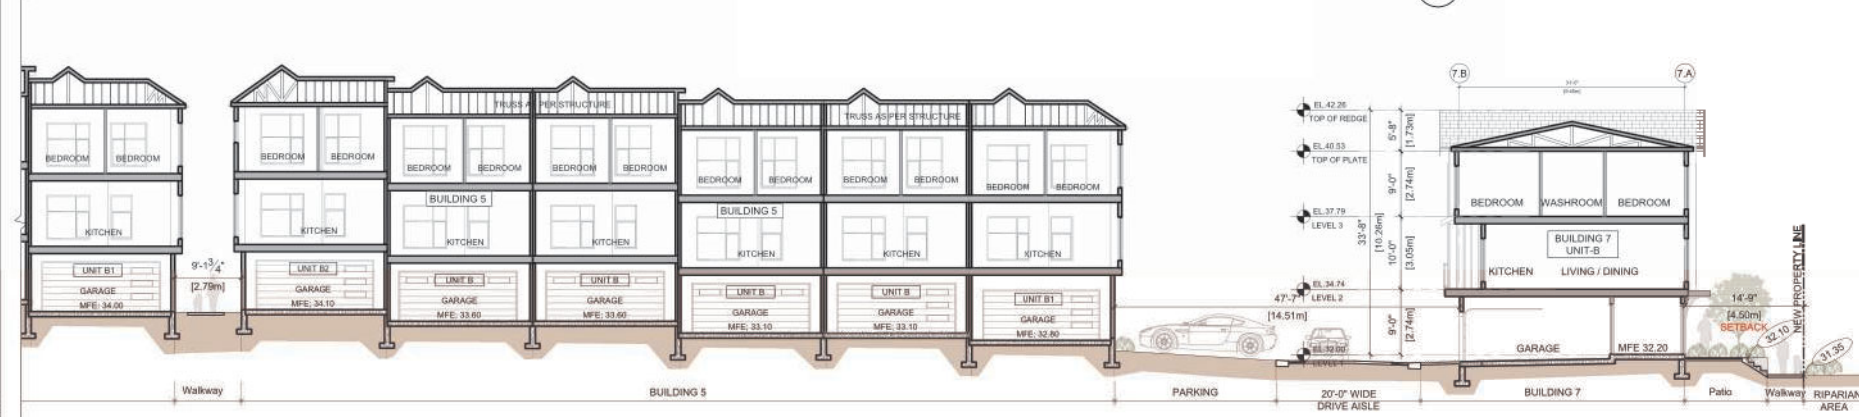 7.B
7.A
EL.42.26
TOP OF REDGE
5'-8"
[1.73m]
TRUSS AS PER STRUCTURE
TRUSS AS PER STRUCTURE
EL.40.53
TOP OF PLATE
BEDROOM
BEDROOM
BEDROOM
BEDROOM
BEDROOM
BEDROOM
BEDROOM
BEDROOM
BEDROOM
BEDROOM
BEDROOM
BEDROOM
BEDROOM
BEDROOM
9'-0"
[2.74m]
BEDROOM
WASHROOM
BEDROOM
BUILDING 5
BUILDING 5
EL.37.79
LEVEL 3
33'-8"
[10.26m]
10'-0"
[3.05m]
BUILDING 7
UNIT-B
KITCHEN
KITCHEN
KITCHEN
KITCHEN
KITCHEN
KITCHEN
KITCHEN
KITCHEN
LIVING / DINING
NEW PROPERTY LINE
9'-1 3/4"
[2.79m]
UNIT B1
GARAGE
MFE: 34.00
UNIT B2
GARAGE
MFE: 34.10
UNIT B
GARAGE
MFE: 33.60
UNIT B
GARAGE
MFE: 33.60
UNIT B
GARAGE
MFE: 33.10
UNIT B
GARAGE
MFE: 33.10
UNIT B1
GARAGE
MFE: 32.80
EL.34.74
LEVEL 2
47'-7"
[14.51m]
9'-0"
[2.74m]
EL.32.00
LEVEL 1
GARAGE
MFE 32.20
14'-9"
[4.50m]
SETBACK
32.10
31.35
Walkway
BUILDING 5
PARKING
20'-0" WIDE
DRIVE AISLE
BUILDING 7
Patio
Walkway
RIPARIAN
AREA